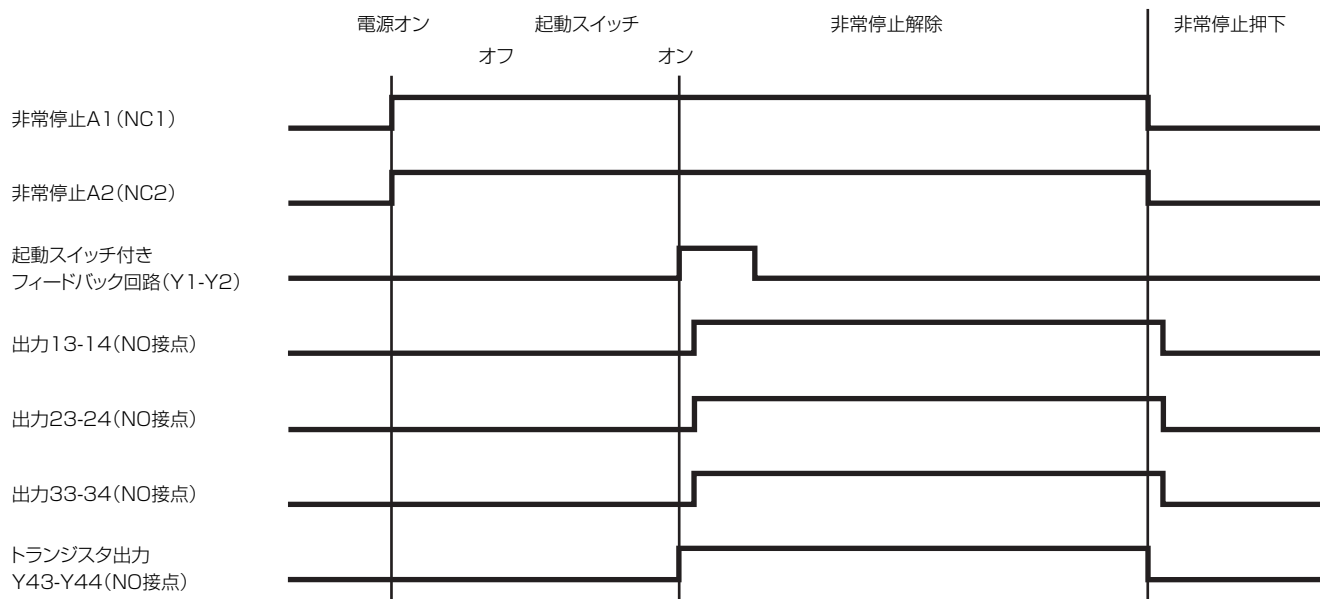 電源オン 起動スイッチ 非常停止解除 非常停止押下
オフ オン
非常停止A1(NC1)
非常停止A2(NC2)
起動スイッチ付き
フィードバック回路(Y1-Y2)
出力13-14(NO接点)
出力23-24(NO接点)
出力33-34(NO接点)
トランジスタ出力
Y43-Y44(NO接点)